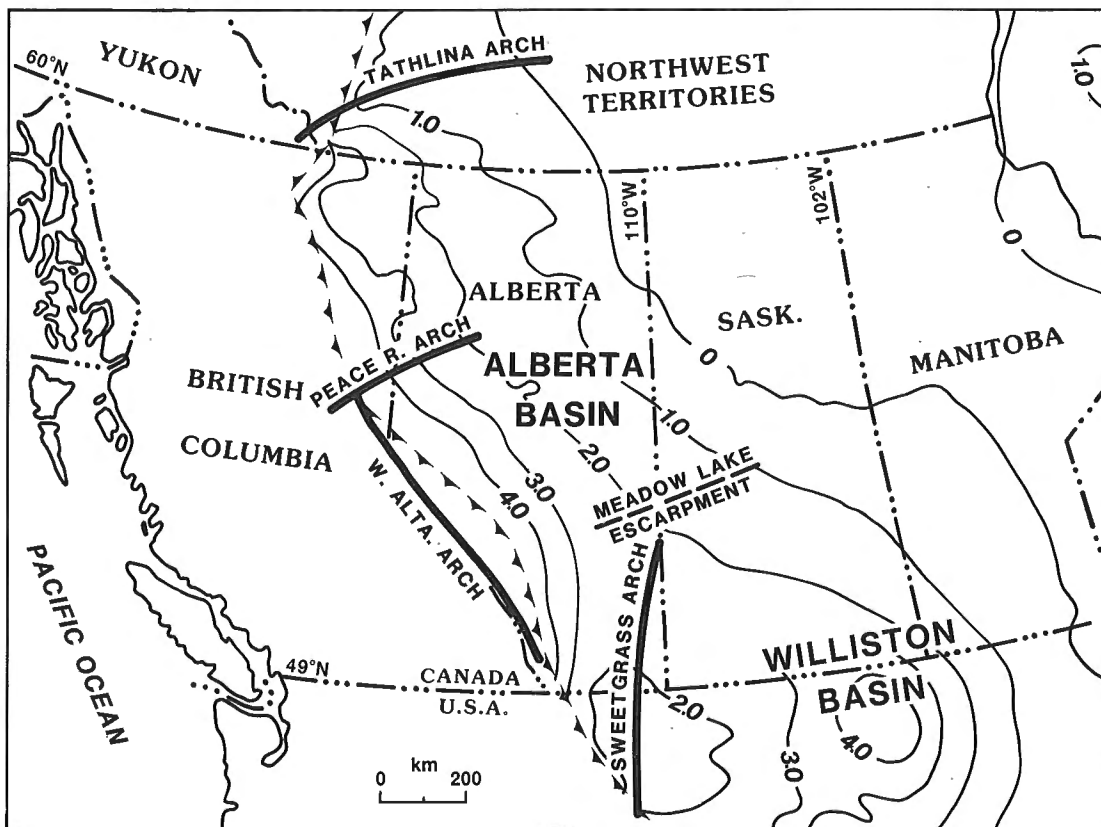 YUKON
60°N
TATHLINA ARCH
NORTHWEST
TERRITORIES
1.0
1.0
110°W
102°W
0
0
ALBERTA
SASK.
MANITOBA
0
PEACE R. ARCH
ALBERTA
BASIN
BRITISH
COLUMBIA
1.0
2.0
3.0
4.0
MEADOW LAKE
ESCARPMENT
W. ALTA. ARCH
SWEETGRASS ARCH
PACIFIC OCEAN
49°N
CANADA
U.S.A.
WILLISTON
BASIN
2.0
3.0
4.0
km
0 200